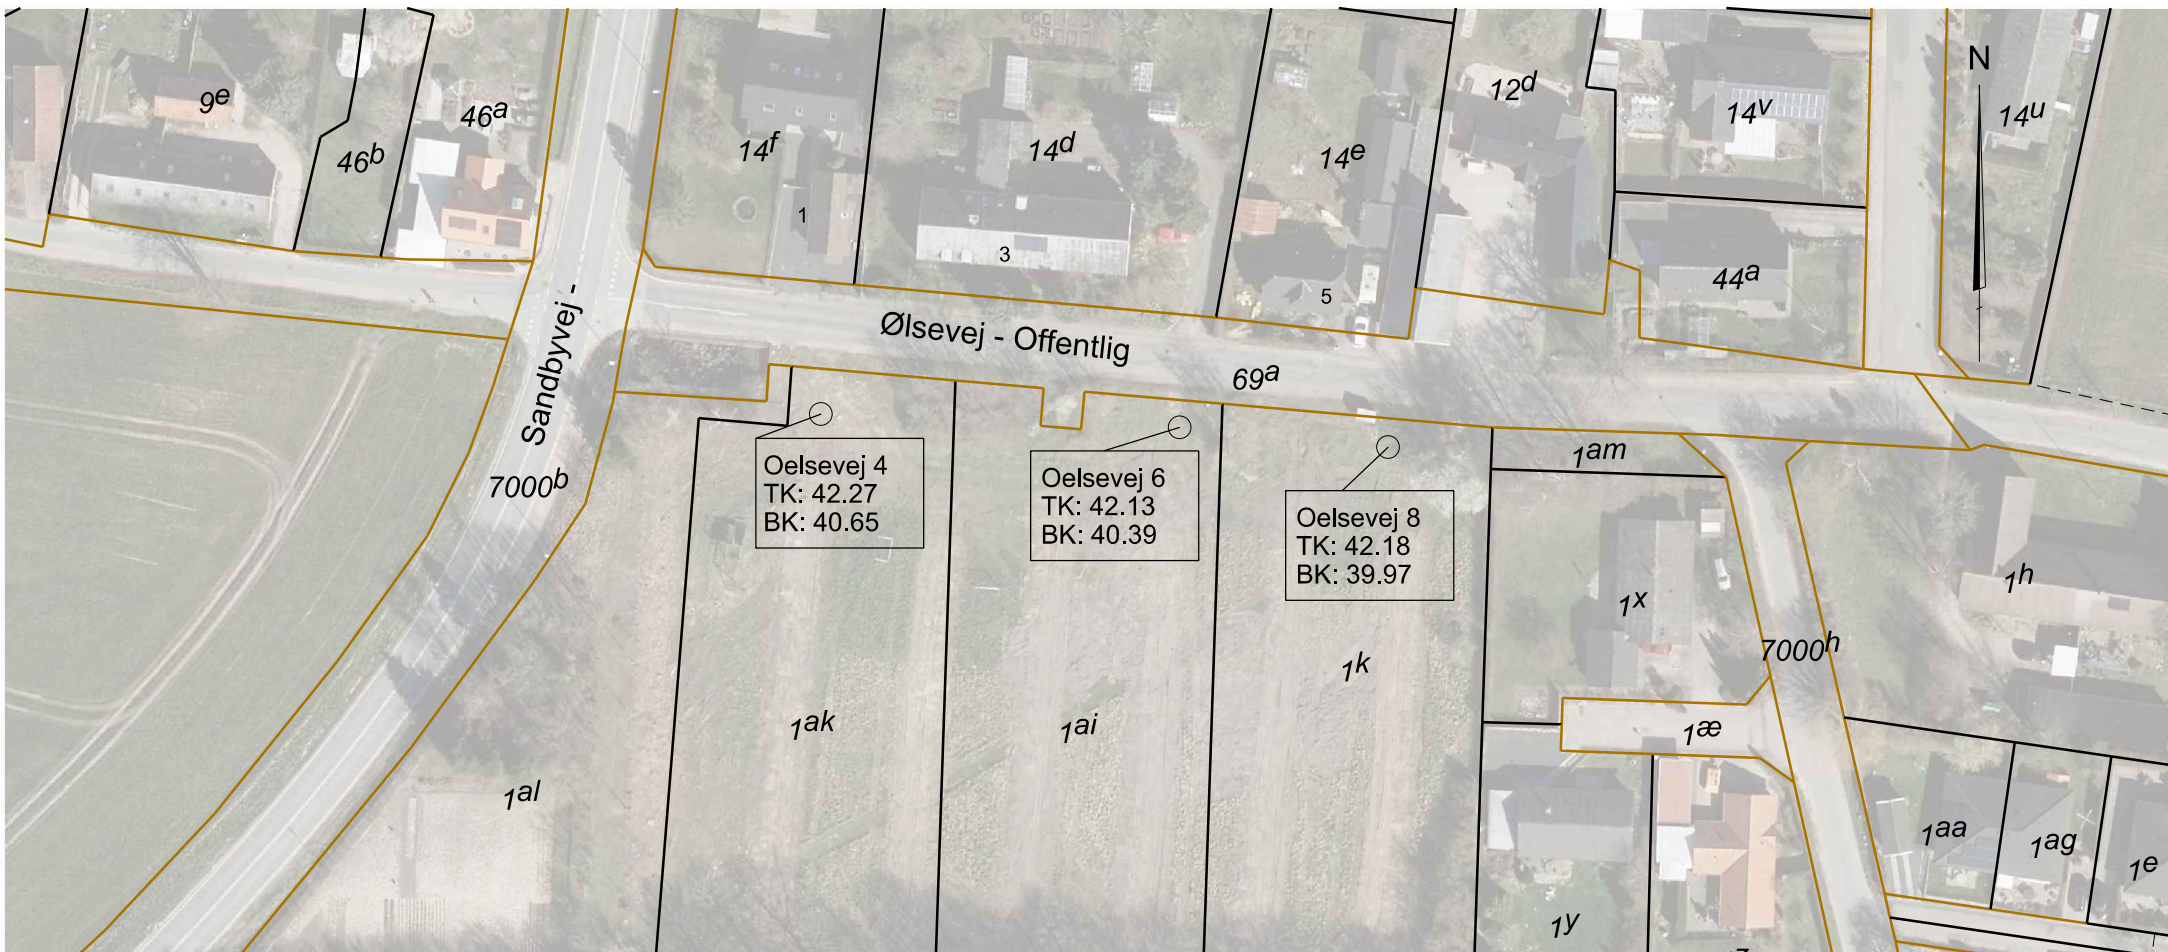 N
9e
46b
46a
14f
14d
14e
12d
14v
14u
44a
1
3
5
Sandbyvej -
Ølsevej - Offentlig
69a
7000b
Oelsevej 4
TK: 42.27
BK: 40.65
Oelsevej 6
TK: 42.13
BK: 40.39
Oelsevej 8
TK: 42.18
BK: 39.97
1am
1x
1h
7000h
1k
1ak
1ai
1æ
1al
1aa
1ag
1e
1y